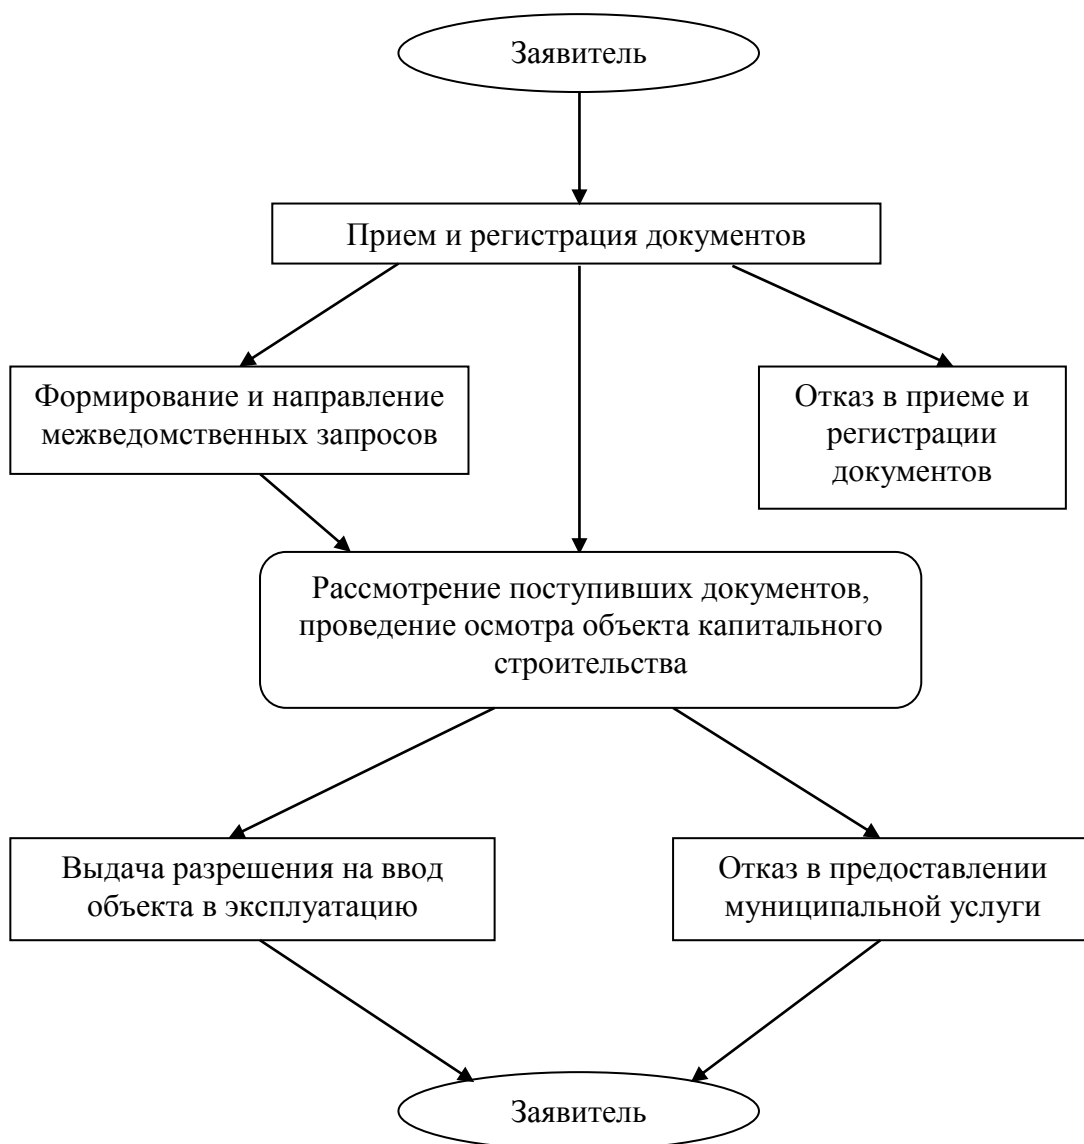 Заявитель
Прием и регистрация документов
Формирование и направление
межведомственных запросов
Отказ в приеме и
регистрации
документов
Рассмотрение поступивших документов,
проведение осмотра объекта капитального
строительства
Выдача разрешения на ввод
объекта в эксплуатацию
Отказ в предоставлении
муниципальной услуги
Заявитель